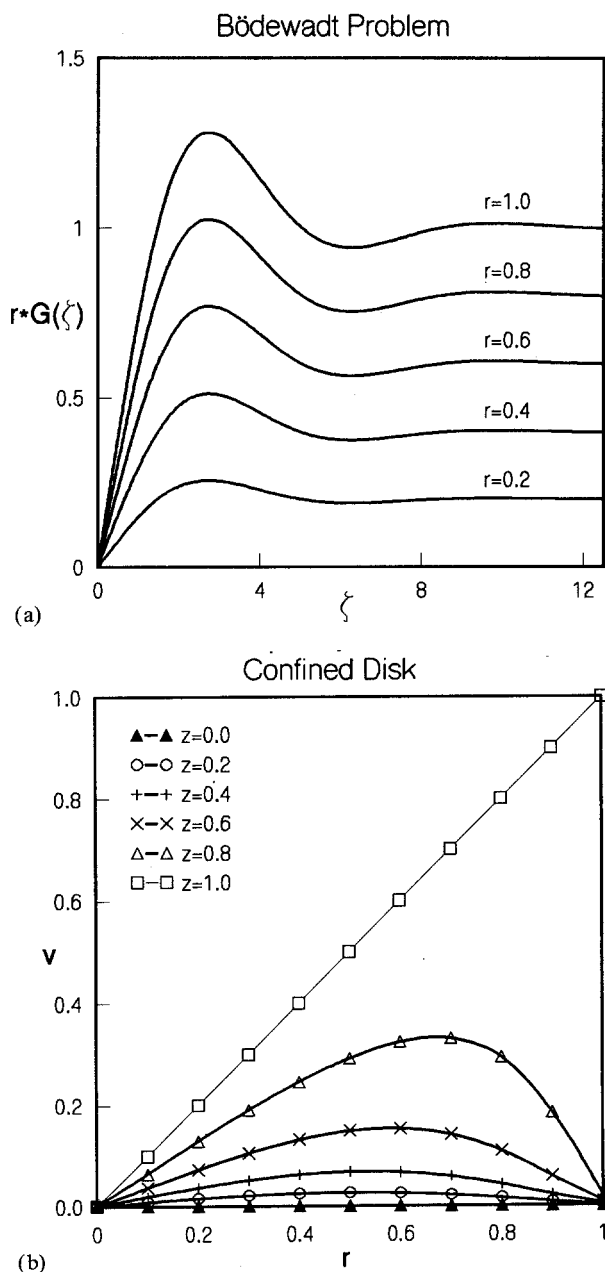 Bödewadt Problem
1.5
1
r*G(ζ)
0.5
0
r=1.0
r=0.8
r=0.6
r=0.4
r=0.2
0 4 8 12
ζ
(a)
Confined Disk
1.0
0.8
0.6
v
0.4
0.2
0.0
z=0.0
z=0.2
z=0.4
z=0.6
z=0.8
z=1.0
0.0 0.2 0.4 0.6 0.8 1
r
(b)